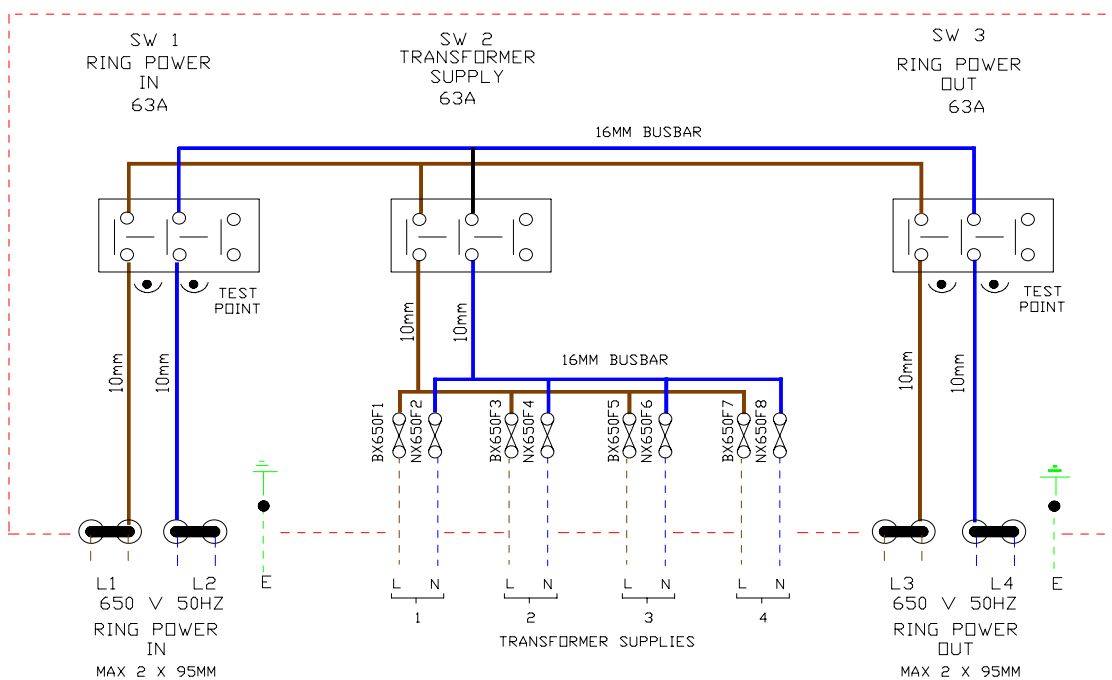 SW 1
RING POWER
IN
63A
SW 2
TRANSFORMER
SUPPLY
63A
SW 3
RING POWER
OUT
63A
16MM BUSBAR
TEST
POINT
TEST
POINT
10mm
10mm
10mm
10mm
10mm
10mm
16MM BUSBAR
BX650F1
NX650F2
BX650F3
NX650F4
BX650F5
NX650F6
BX650F7
NX650F8
L1 L2 E
650 V 50HZ
RING POWER
IN
MAX 2 X 95MM
L N L N L N L N
1 2 3 4
TRANSFORMER SUPPLIES
L3 L4 E
650 V 50HZ
RING POWER
OUT
MAX 2 X 95MM